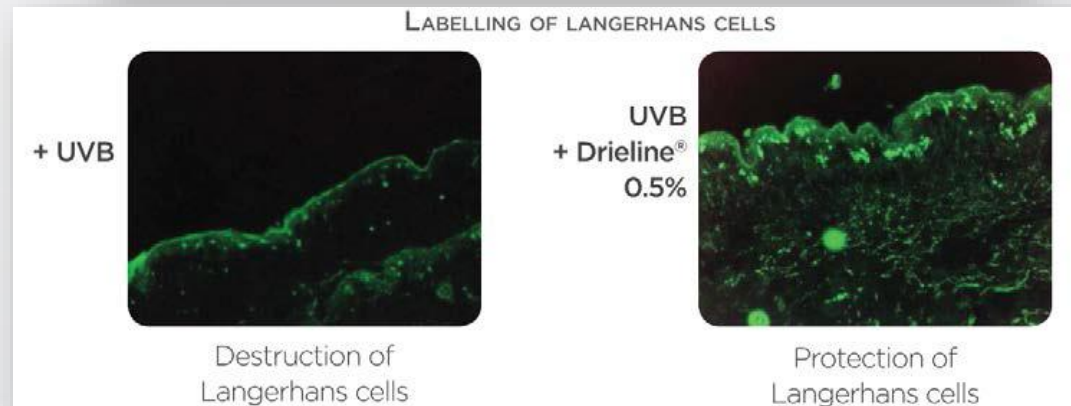 LABELLING OF LANGERHANS CELLS
+ UVB
UVB
+ Drieline®
0.5%
Destruction of
Langerhans cells
Protection of
Langerhans cells